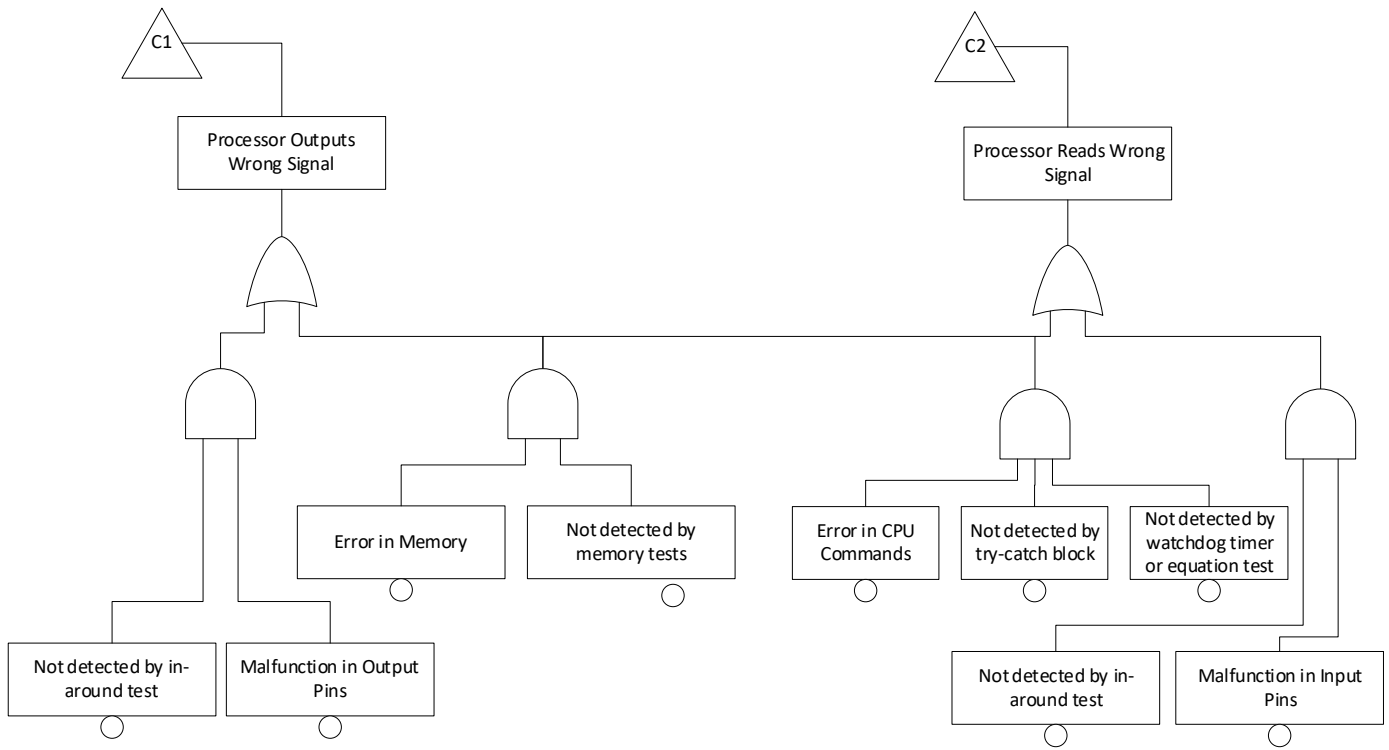 C1
C2
Processor Outputs
Wrong Signal
Processor Reads Wrong
Signal
Error in Memory
Not detected by
memory tests
Error in CPU
Commands
Not detected by
try-catch block
Not detected by
watchdog timer
or equation test
Not detected by in-
around test
Malfunction in Output
Pins
Not detected by in-
around test
Malfunction in Input
Pins